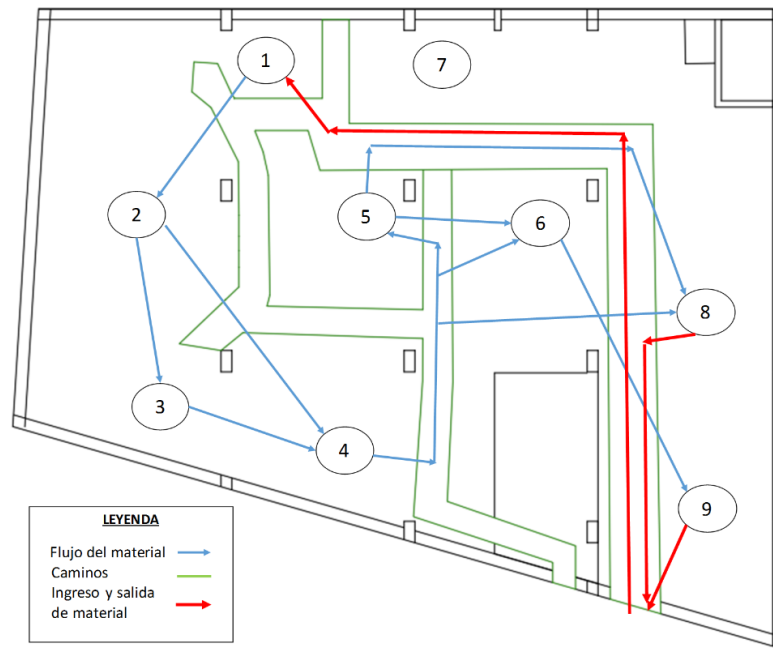 1
7
2
5
6
8
3
4
9
LEYENDA
Flujo del material
Caminos
Ingreso y salida
de material